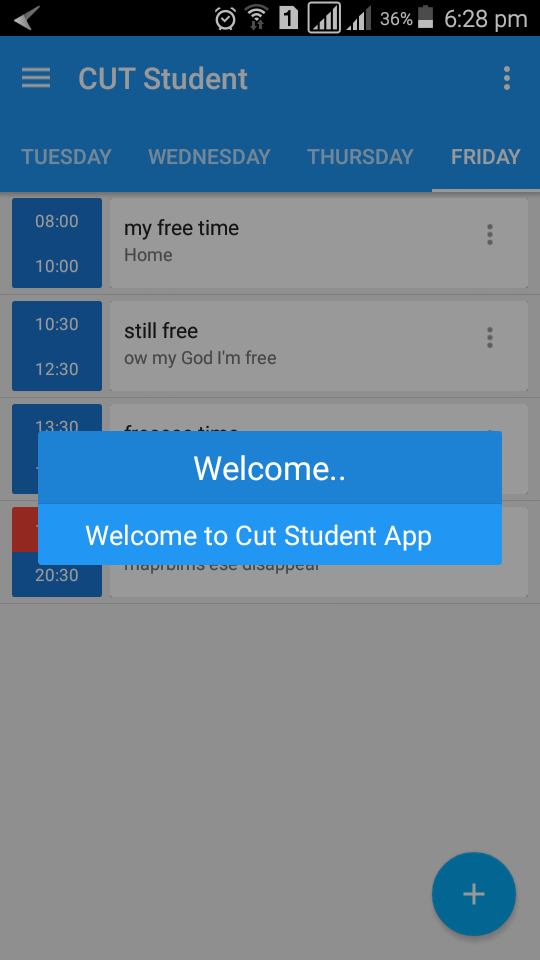 1
36%
6:28 pm
CUT Student
TUESDAY WEDNESDAY THURSDAY FRIDAY
08:00
10:00
my free time
Home
10:30
12:30
still free
ow my God I'm free
13:30
Welcome..
Welcome to Cut Student App
20:30
disappear